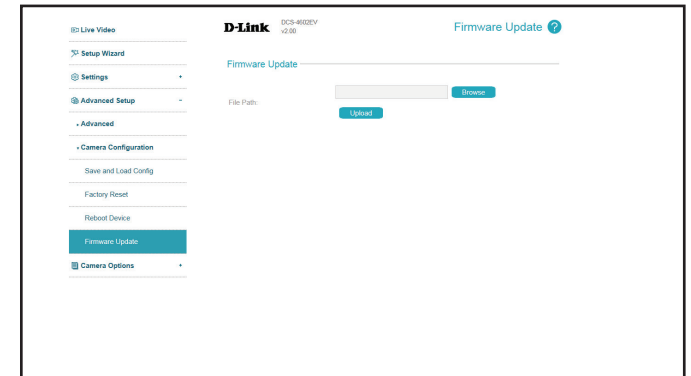 Live Video
Setup Wizard
Settings +
Advanced Setup -
• Advanced
• Camera Configuration
Save and Load Config
Factory Reset
Reboot Device
Firmware Update
Camera Options +
D-Link DCS-4602EV
v2.00
Firmware Update ?
Firmware Update
File Path:
Browse
Upload